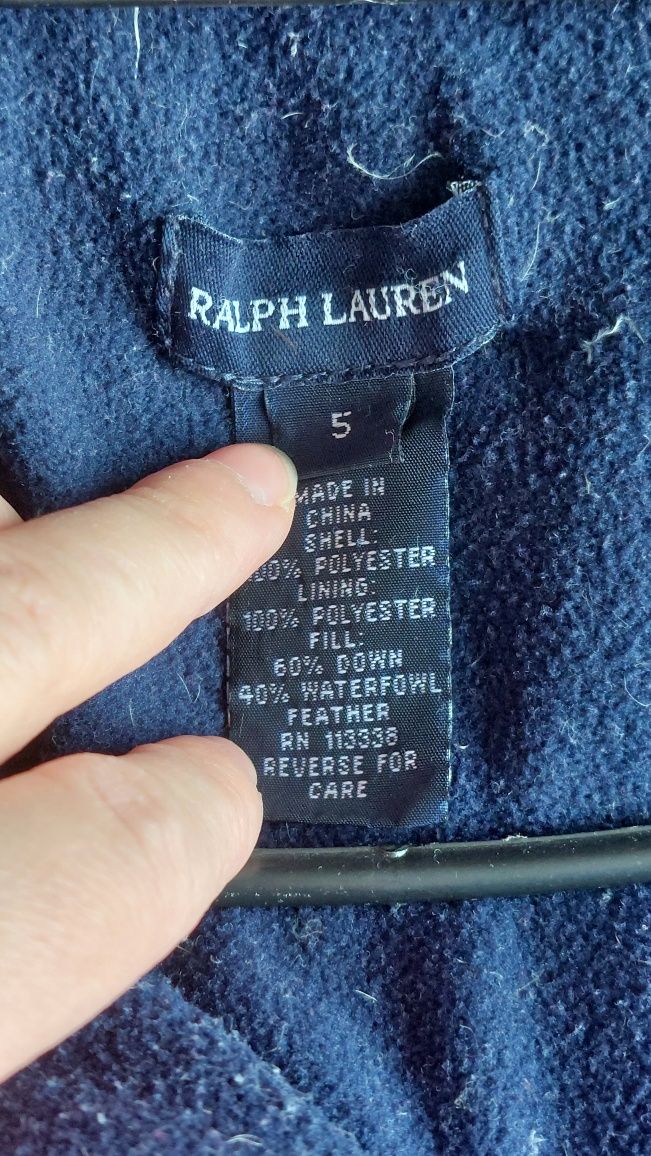 RALPH LAUREN
5
MADE IN
CHINA
SHELL:
100% POLYESTER
LINING:
100% POLYESTER
FILL:
60% DOWN
40% WATERFOWL
FEATHER
RN 113338
REVERSE FOR
CARE